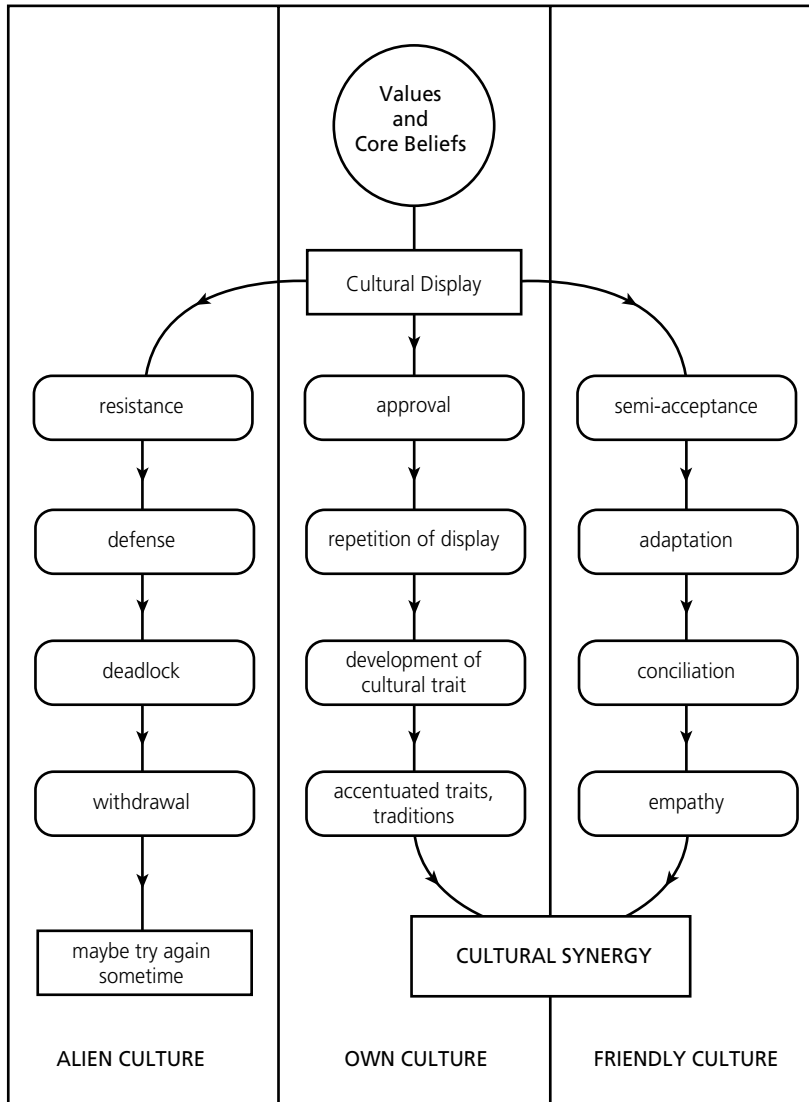 Values
and
Core Beliefs
Cultural Display
resistance
approval
semi-acceptance
defense
repetition of display
adaptation
deadlock
development of
cultural trait
conciliation
withdrawal
accentuated traits,
traditions
empathy
maybe try again
sometime
CULTURAL SYNERGY
ALIEN CULTURE
OWN CULTURE
FRIENDLY CULTURE